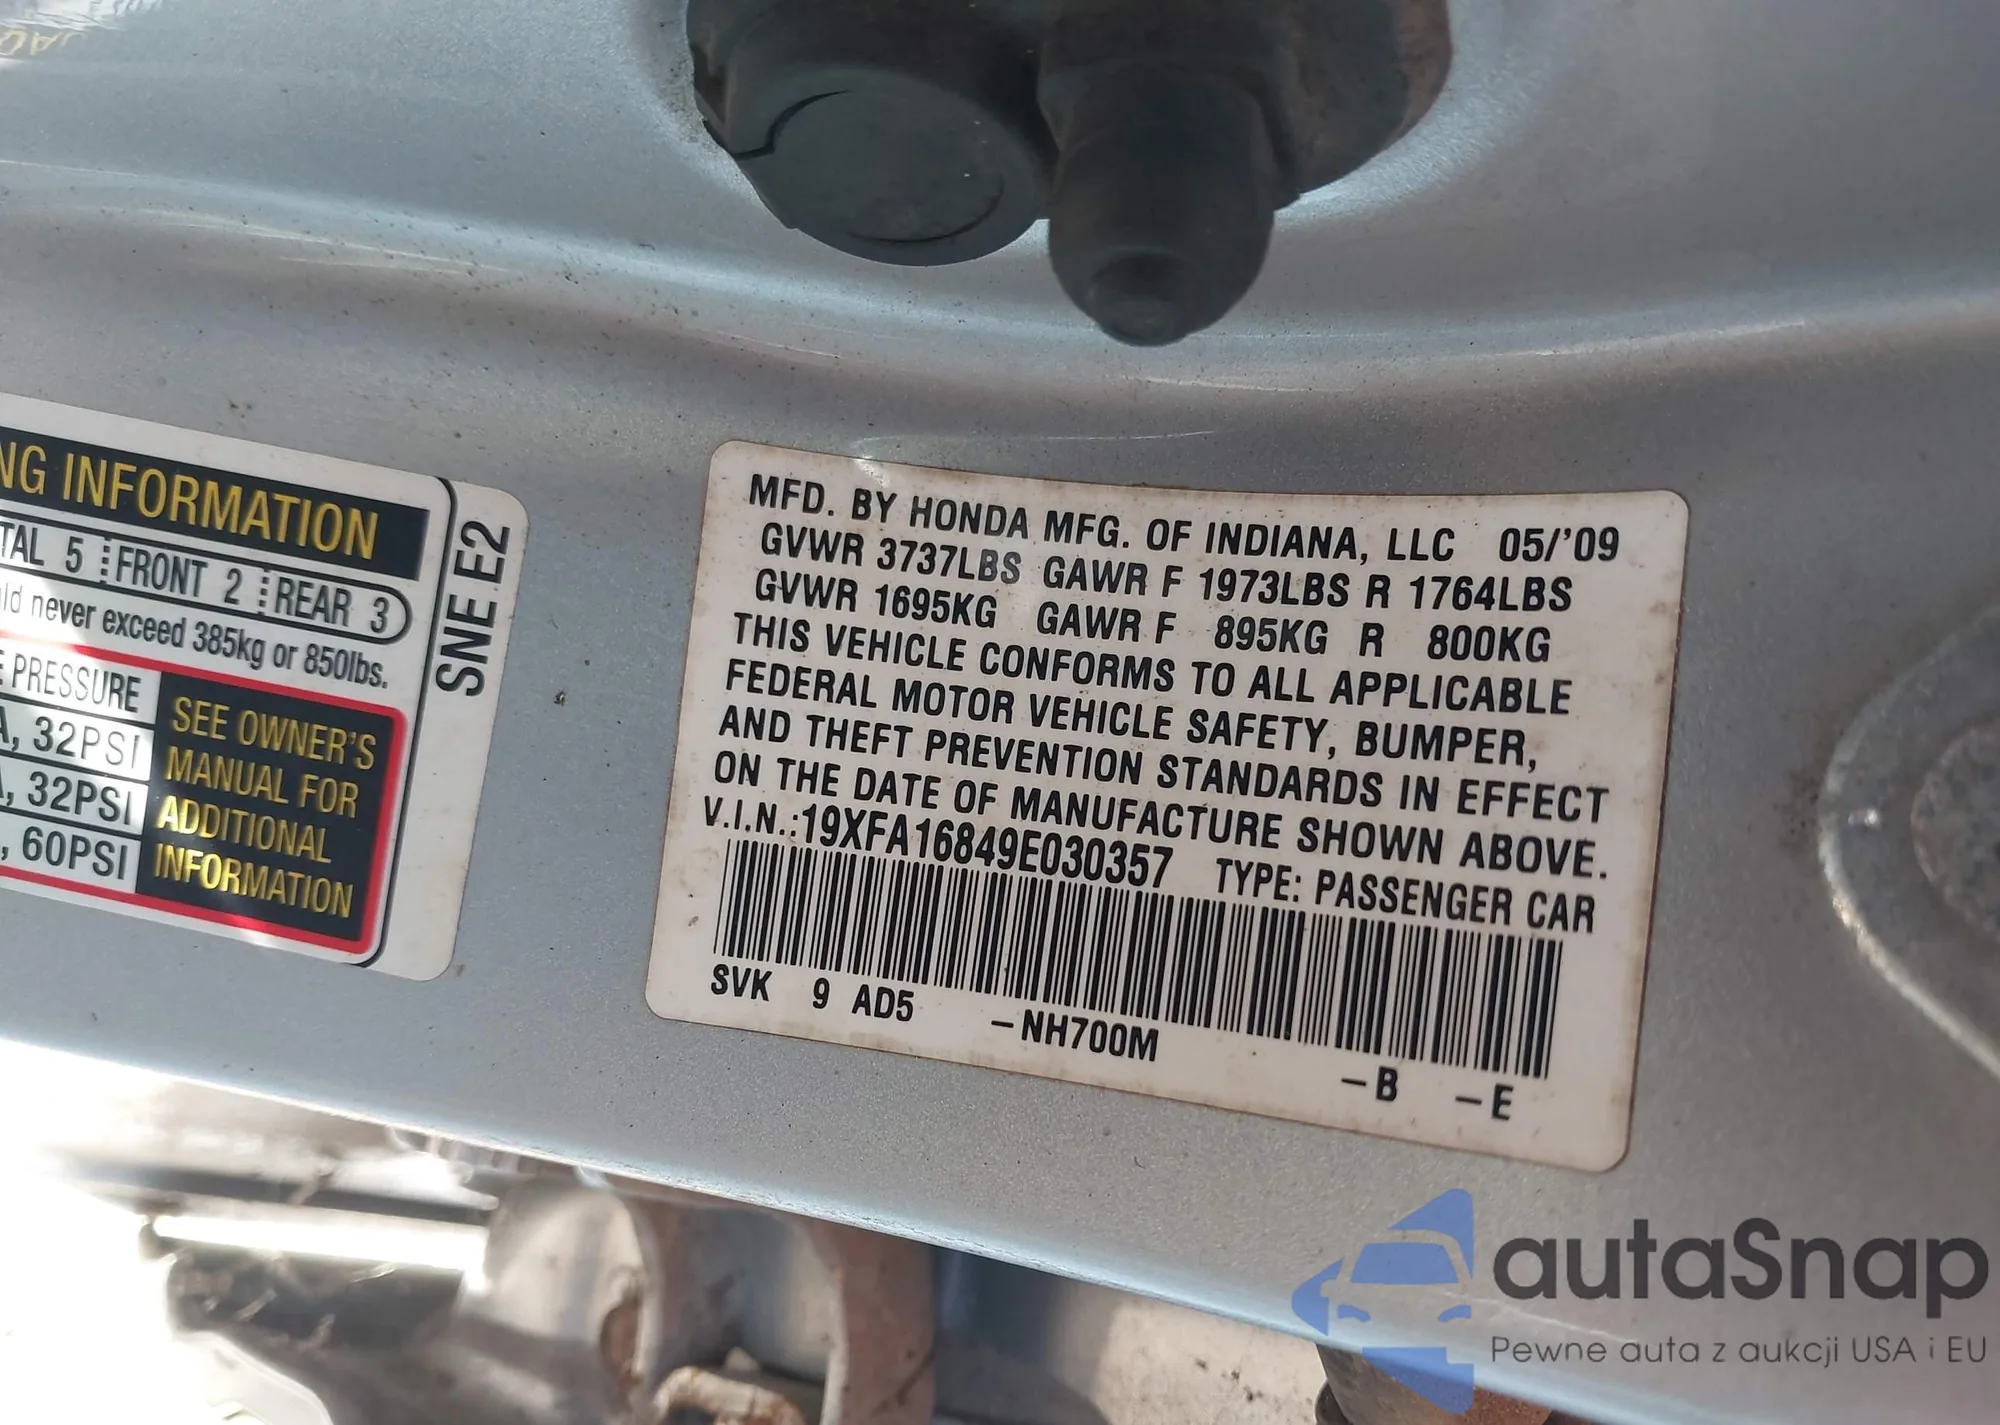 NG INFORMATION
TAL 5 FRONT 2 REAR 3
never exceed 385kg or 850lbs.
PRESSURE
, 32PSI
, 32PSI
, 60PSI
SEE OWNER'S
MANUAL FOR
ADDITIONAL
INFORMATION
SNE E2
MFD. BY HONDA MFG. OF INDIANA, LLC 05/'09
GVWR 3737LBS GAWR F 1973LBS R 1764LBS
GVWR 1695KG GAWR F 895KG R 800KG
THIS VEHICLE CONFORMS TO ALL APPLICABLE
FEDERAL MOTOR VEHICLE SAFETY, BUMPER,
AND THEFT PREVENTION STANDARDS IN EFFECT
ON THE DATE OF MANUFACTURE SHOWN ABOVE.
V.I.N.:19XFA16849E030357 TYPE: PASSENGER CAR
SVK 9 AD5 -NH700M -B -E
autaSnap
Pewne auta z aukcji USA i EU